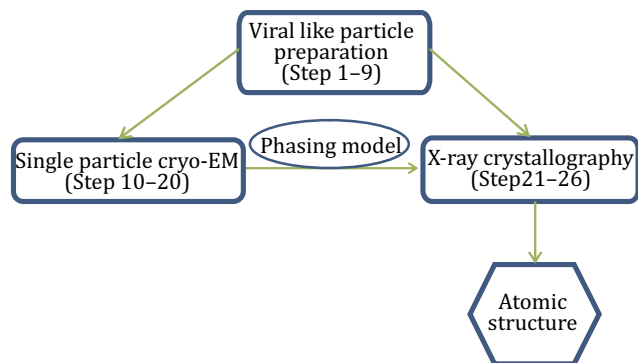 Viral like particle
preparation
(Step 1–9)
Single particle cryo-EM
(Step 10–20)
Phasing model
X-ray crystallography
(Step21–26)
Atomic
structure